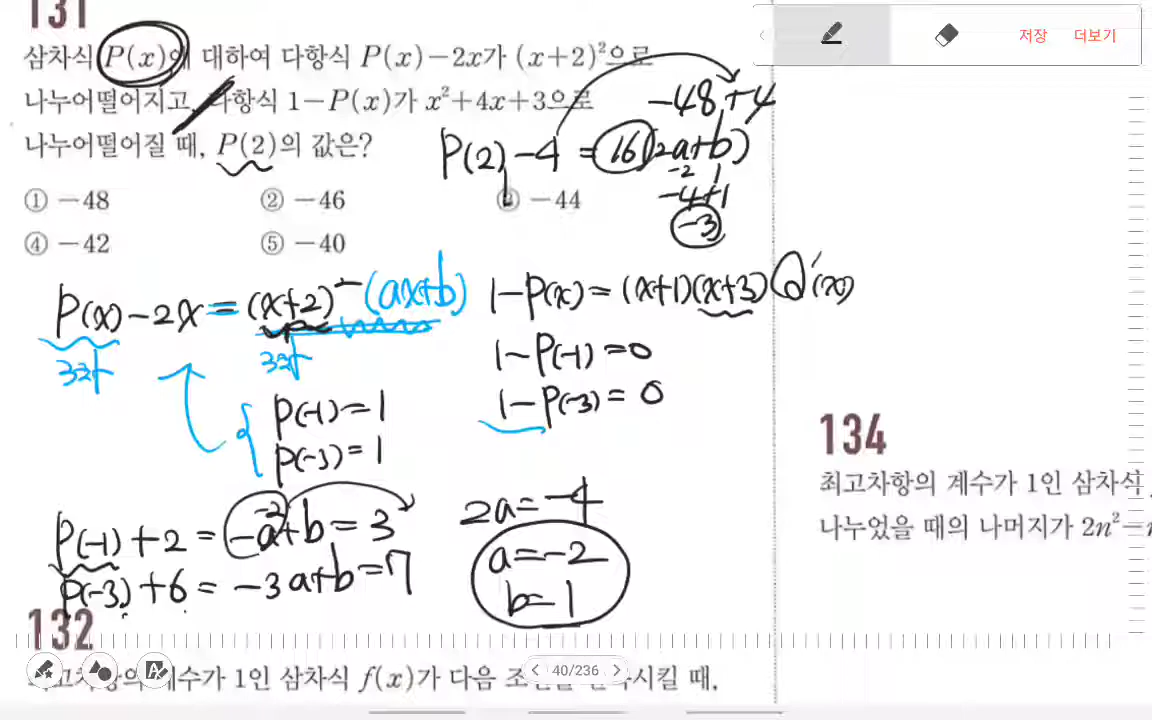 131
저장 더보기
삼차식 P(x)에 대하여 다항식 P(x)-2x가 (x+2)²으로
나누어떨어지고, 다항식 1-P(x)가 x²+4x+3으로
나누어떨어질 때, P(2)의 값은?
① -48 ② -46 ③ -44
④ -42 ⑤ -40
-48+4
P(2)-4=16(2a+b)
-2 1
-4+1
-3
P(x)-2x=(x+2)²(ax+b)
3차 3차
P(-1)=1
P(-3)=1
1-P(x)=(x+1)(x+3)Q'(x)
1-P(-1)=0
1-P(-3)=0
-2
P(-1)+2=-a+b=3
P(-3)+6=-3a+b=7
2a=-4
a=-2
b=1
132
최고차항의 계수가 1인 삼차식 f(x)가 다음 조건을 만족시킬 때,
40/236
134
최고차항의 계수가 1인 삼차식
나누었을 때의 나머지가 2n²-